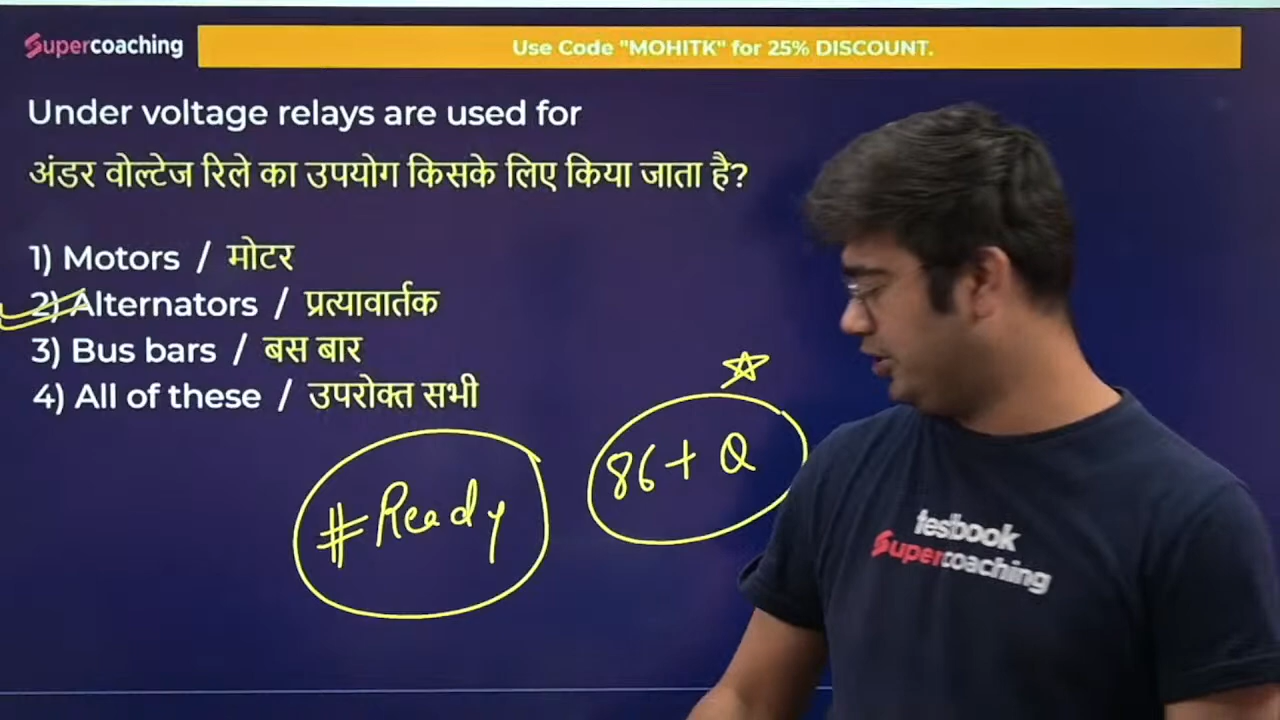 Supercoaching
Use Code "MOHITK" for 25% DISCOUNT.
Under voltage relays are used for
अंडर वोल्टेज रिले का उपयोग किसके लिए किया जाता है?
1) Motors / मोटर
2) Alternators / प्रत्यावार्तक
3) Bus bars / बस बार
4) All of these / उपरोक्त सभी
86+ Q
#Ready
testbook
Supercoaching